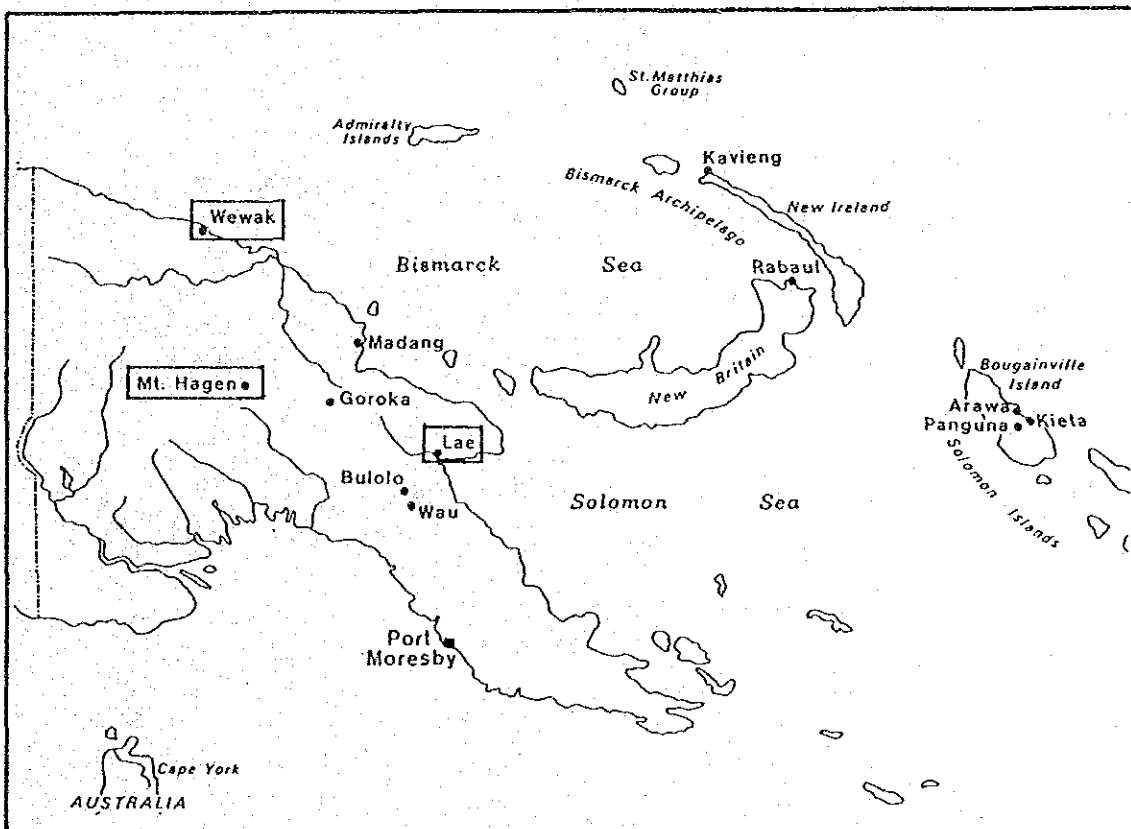 St. Matthias
Group
Admiralty
Islands
Kavieng
Bismarck Archipelago
New Ireland
Wewak
Bismarck Sea
Rabaul
Madang
New Britain
Mt. Hagen
Goroka
Bougainville
Island
Arawa
Panguna
Kieta
Lae
Bulolo
Wau
Solomon Sea
Solomon Islands
Port
Moresby
Cape York
AUSTRALIA